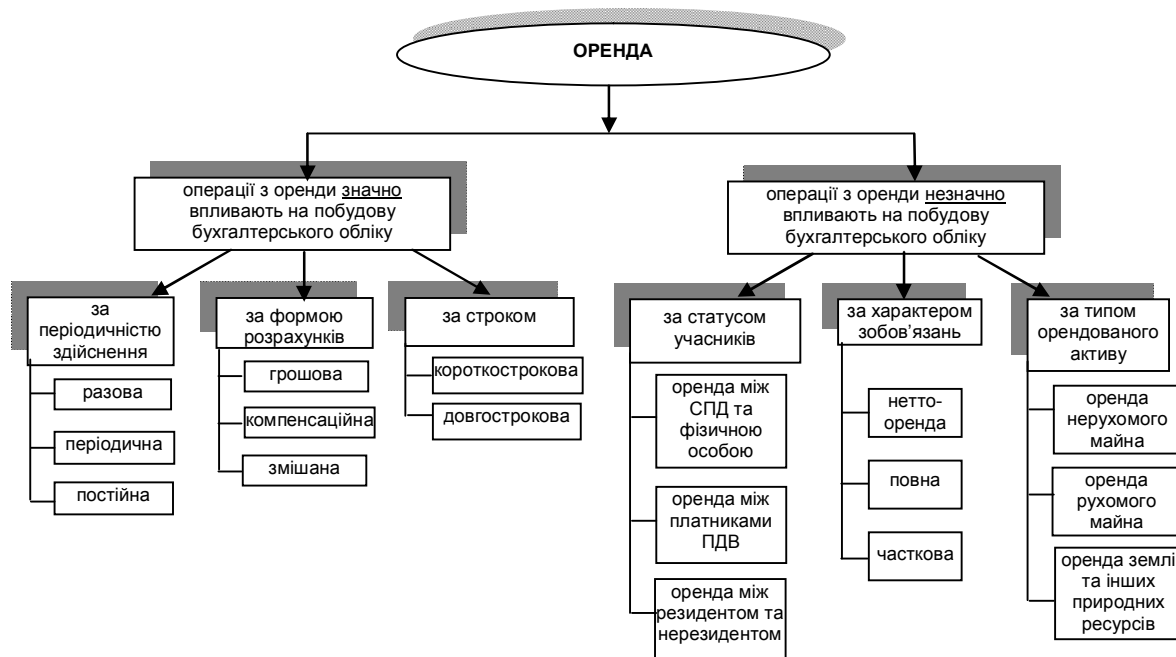 ОРЕНДА
операції з оренди значно
впливають на побудову
бухгалтерського обліку
операції з оренди незначно
впливають на побудову
бухгалтерського обліку
за
періодичністю
здійснення
разова
періодична
постійна
за формою
розрахунків
грошова
компенсаційна
змішана
за строком
короткострокова
довгострокова
за статусом
учасників
оренда між
СПД та
фізичною
особою
оренда між
платниками
ПДВ
оренда між
резидентом та
нерезидентом
за характером
зобов’язань
нетто-
оренда
повна
часткова
за типом
орендованого
активу
оренда
нерухомого
майна
оренда
рухомого
майна
оренда землі
та інших
природних
ресурсів